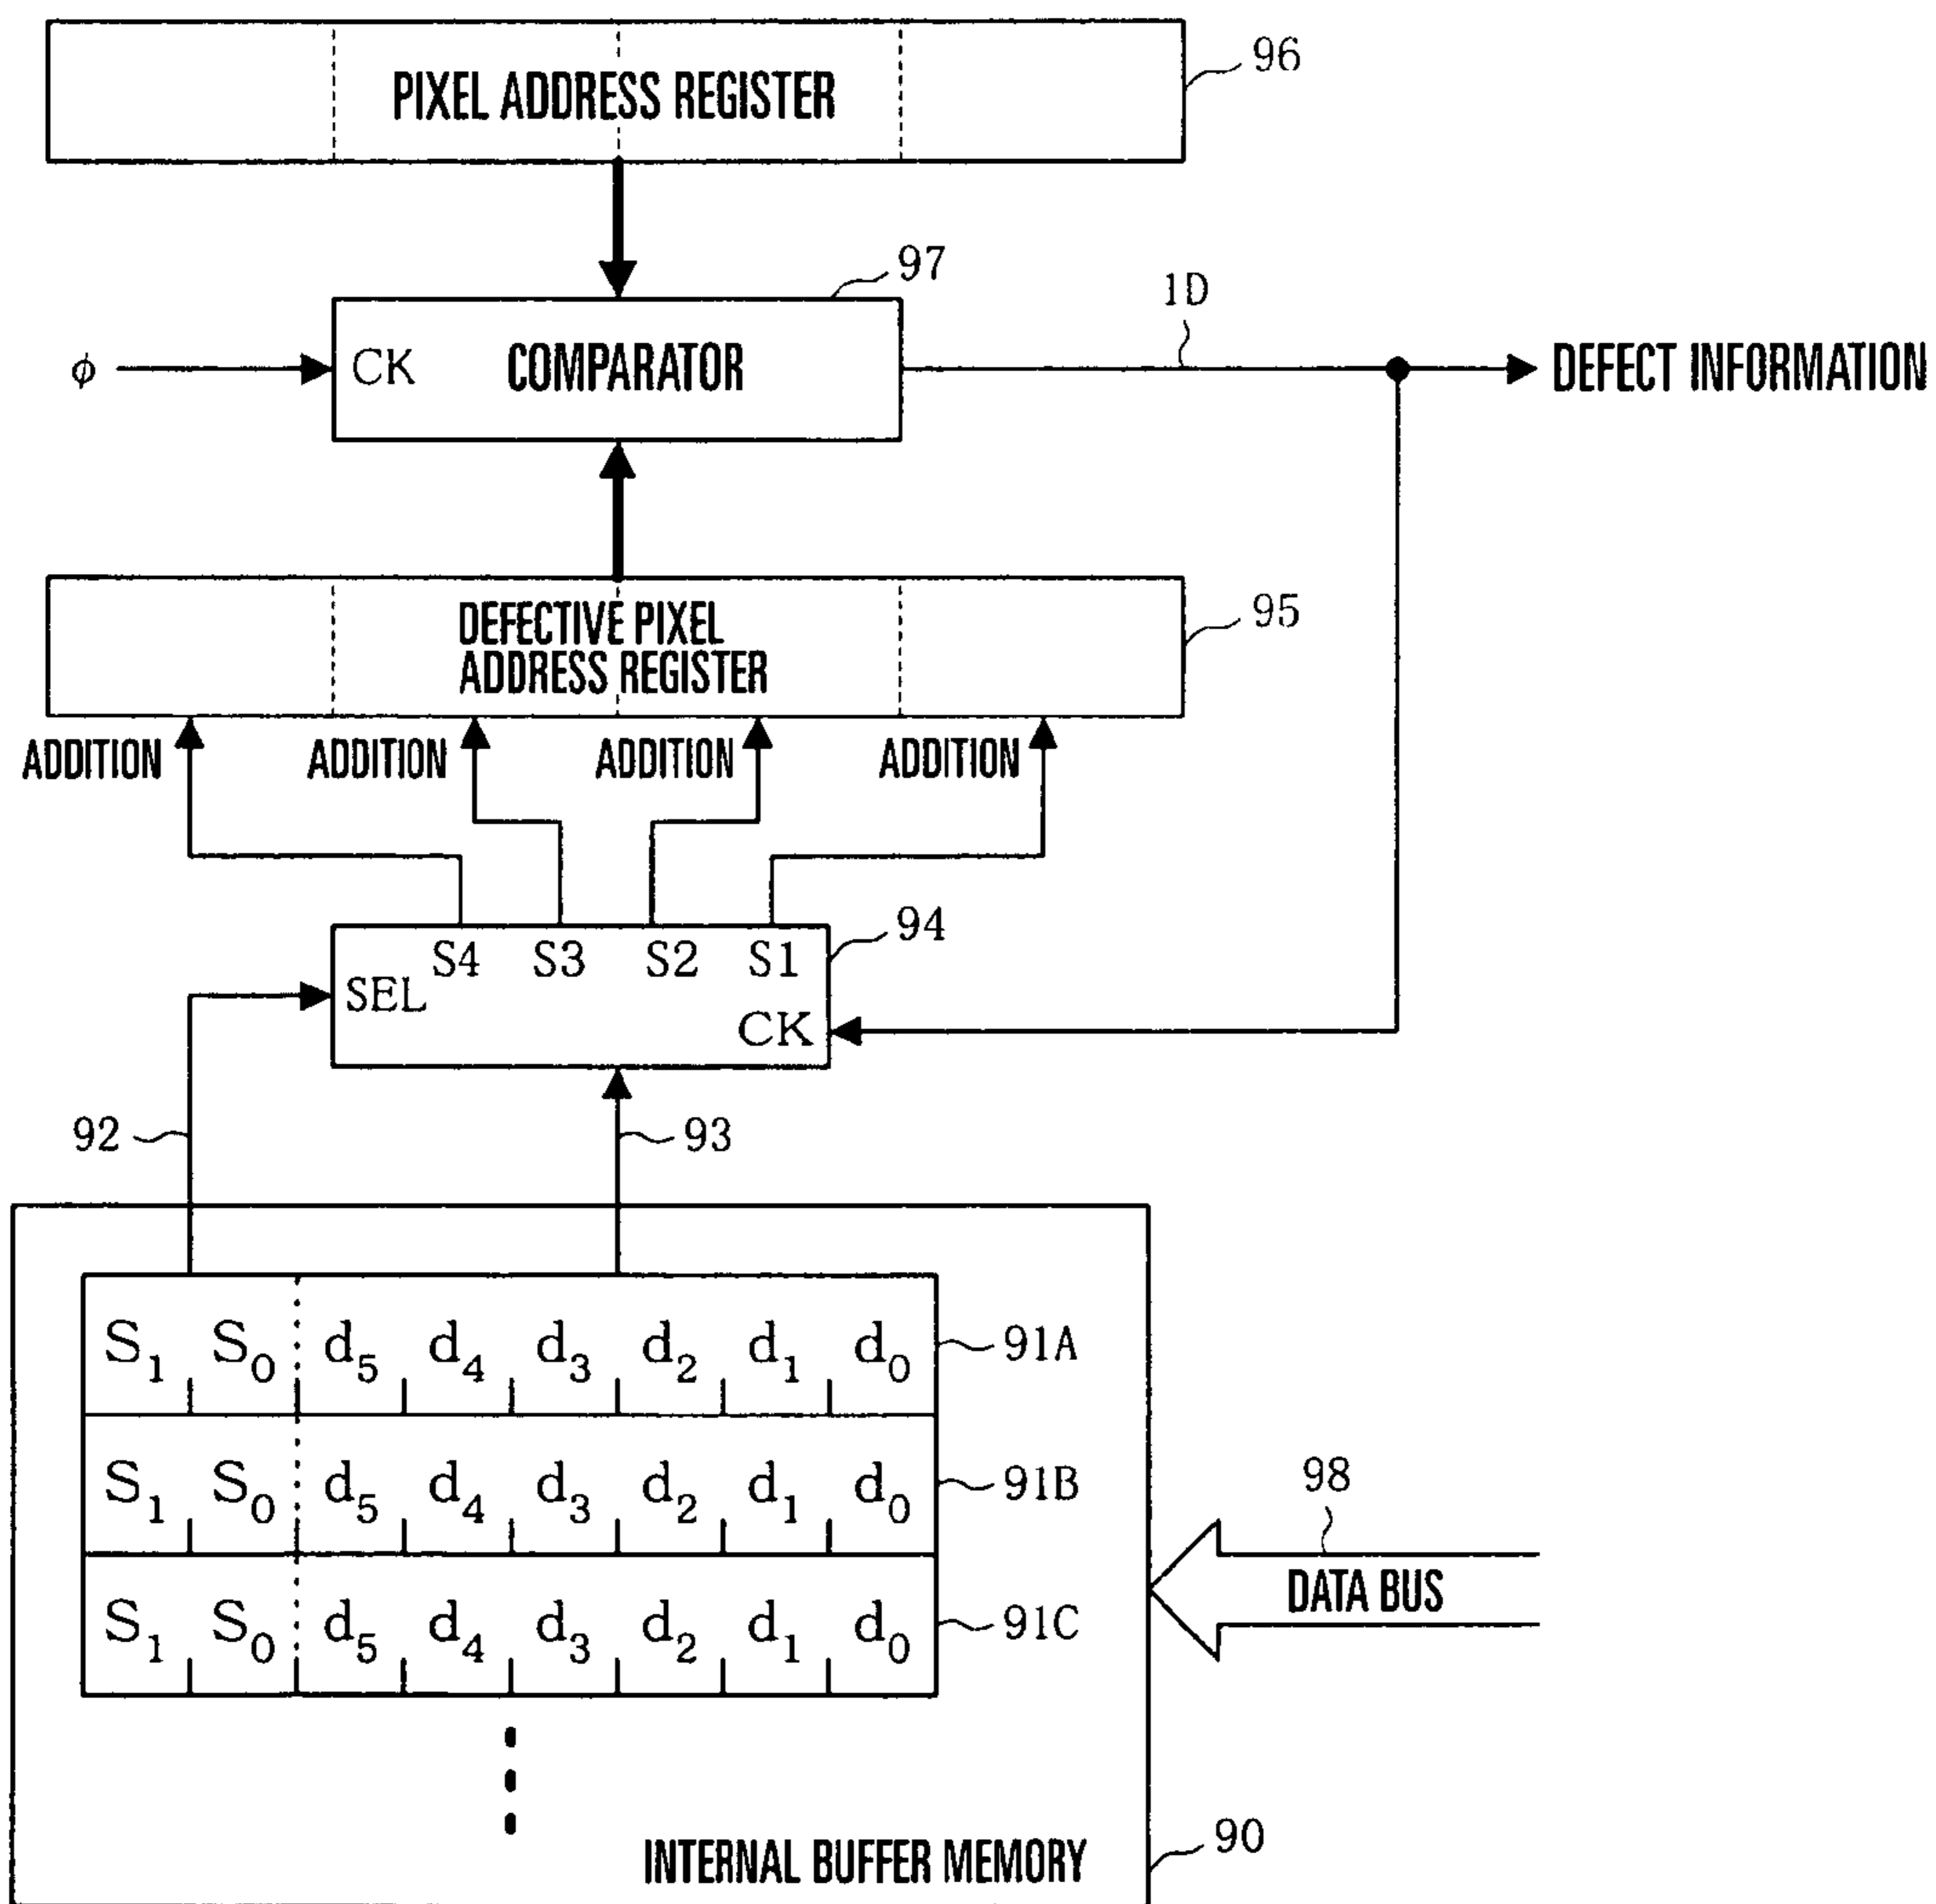 PIXEL ADDRESS REGISTER
96
97
1D
ϕ
CK
COMPARATOR
DEFECT INFORMATION
DEFECTIVE PIXEL
ADDRESS REGISTER
95
ADDITION ADDITION ADDITION ADDITION
94
S4 S3 S2 S1
SEL
CK
92
93
S₁ S₀ d₅ d₄ d₃ d₂ d₁ d₀ 91A
S₁ S₀ d₅ d₄ d₃ d₂ d₁ d₀ 91B
98
DATA BUS
S₁ S₀ d₅ d₄ d₃ d₂ d₁ d₀ 91C
INTERNAL BUFFER MEMORY
90